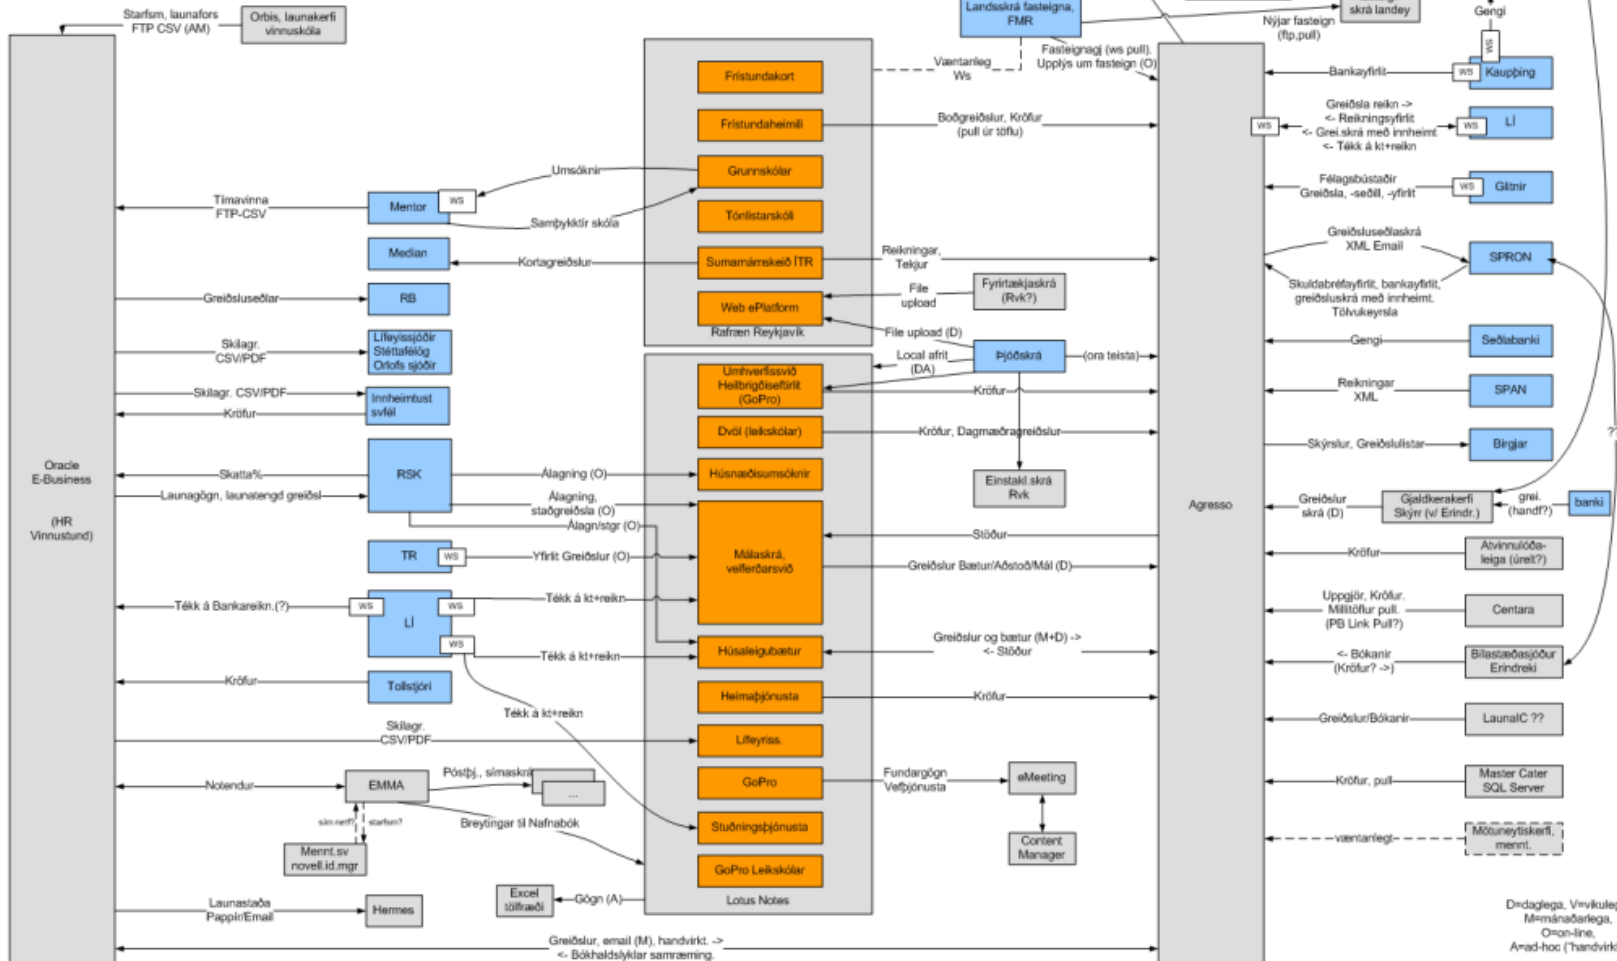 Starfsm, launafors
FTP CSV (AM)
Orbis, launakerfi
vinnuskóla
Oracle
E-Business
(HR
Vinnustund)
Tímavinna
FTP-CSV
Mentor
WS
Umsóknir
Samþykktir skóla
Median
Kortagreiðslur
Greiðsluseðlar
RB
Skilagr.
CSV/PDF
Lífeyissjóðir
Stéttafélög
Orlofs sjóðir
Skilagr. CSV/PDF
Kröfur
Innheimtust
svfél
Skatta%
Launagögn, launatengd greiðsl
RSK
Álagning (O)
Álagning,
staðgreiðsla (O)
Álagn/stgr (O)
TR
WS
Yfirlit Greiðslur (O)
Tékk á Bankareikn.(?)
WS
LÍ
WS
WS
Tékk á kt+reikn
Tékk á kt+reikn
Tékk á kt+reikn
Kröfur
Tollstjóri
Skilagr.
CSV/PDF
Notendur
EMMA
Póstþj., símaskrá
...
Breytingar til Nafnabók
starfsm?
Mennt.sv
novell.id.mgr
Launastaða
Pappír/Email
Hermes
Excel
tölfræði
Gögn (A)
Greiðslur, email (M), handvirkt. ->
<- Bókhaldslyklar samræming.
Frístundakort
Frístundaheimili
Grunnskólar
Tónlistarskóli
Sumarnámskeið ÍTR
Web ePlatform
Rafræn Reykjavík
Umhverfissvið
Heilbrigðiseftirlit
(GoPro)
Dvöl (leikskólar)
Húsnæðisumsóknir
Málaskrá,
velferðarsvið
Húsaleigubætur
Heimaþjónusta
Lífeyriss.
GoPro
Stuðningsþjónusta
GoPro Leikskólar
Lotus Notes
Landsskrá fasteigna,
FMR
Væntanleg
Ws
Fasteignagj (ws pull).
Upplýs um fasteign (O)
Nýjar fasteign
(ftp,pull)
skrá landey
Boðgreiðslur, Kröfur
(pull úr töflu)
Reikningar,
Tekjur
File
upload
Fyrirtækjaskrá
(Rvk?)
File upload (D)
Local afrit
(DA)
Þjóðskrá
(ora teista)
Kröfur
Kröfur, Dagmæðragreiðslur
Einstakl.skrá
Rvk
Stöður
Greiðslur Bætur/Aðstoð/Mál (D)
Greiðslur og bætur (M+D) ->
<- Stöður
Kröfur
Fundargögn
Vefþjónusta
eMeeting
Content
Manager
Agresso
Gengi
WS
Bankayfirlit
WS
Kaupþing
WS
Greiðsla reikn ->
<- Reikningsyfirlit
<- Grei.skrá með innheimt
<- Tékk á kt+reikn
WS
LÍ
Félagsbústaðir
Greiðsla, -seðill, -yfirlit
WS
Glitnir
Greiðsluseðlaskrá
XML Email
SPRON
Skuldabréfayfirlit, bankayfirlit,
greiðsluskrá með innheimt.
Tölvukeyrsla
Gengi
Seðlabanki
Reikningar
XML
SPAN
Skýrslur, Greiðslulistar
Birgjar
Greiðslur
skrá (D)
Gjaldkerakerfi
Skýrr (v/ Erindr.)
grei.
(handf?)
banki
Kröfur
Atvinnulóða-
leiga (úrelt?)
Uppgjör, Kröfur.
Millitöflur pull.
(PB Link Pull?)
Centara
<- Bókanir
(Kröfur? ->)
Bílastæðasjóður
Erindreki
Greiðslur/Bókanir
LaunaIC ??
Kröfur, pull
Master Cater
SQL Server
væntanlegt
Mötuneytiskerfi,
mennt.
D=daglega, V=vikuleg
M=mánaðarlega,
O=on-line,
A=ad-hoc ("handvirkt